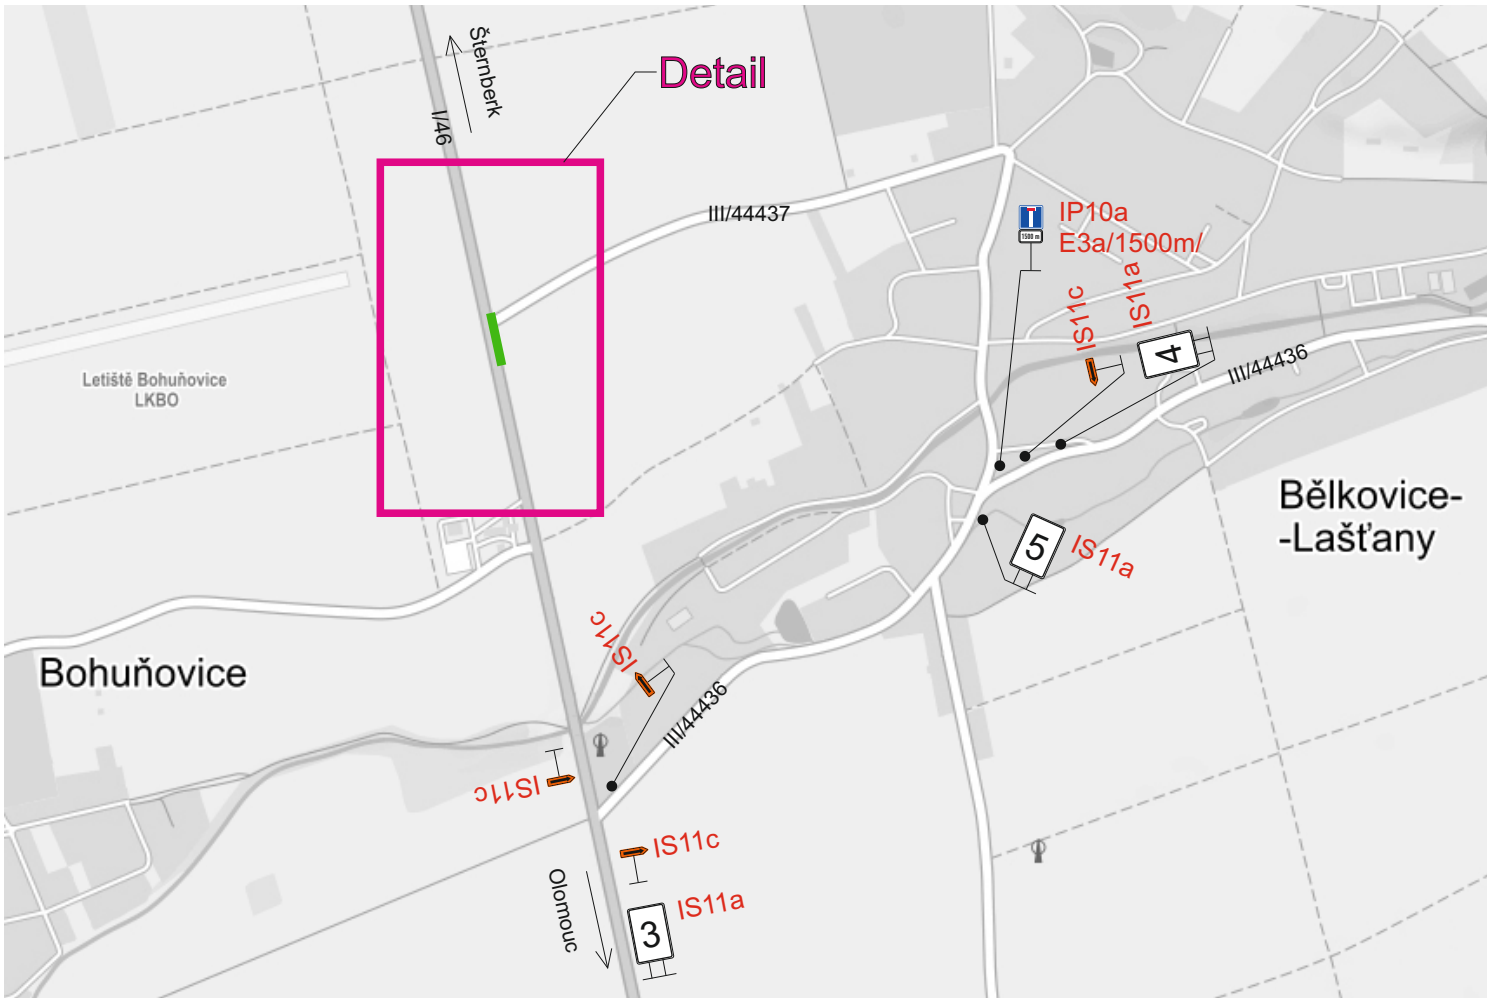 Šternberk
I/46
Detail
III/44437
IP10a
1500 m
E3a/1500m/
IS11c
IS11a
4
III/44436
Letiště Bohuňovice
LKBO
Bělkovice-
-Lašťany
5
IS11a
IS11c
Bohuňovice
III/44436
IS11c
IS11c
Olomouc
3
IS11a